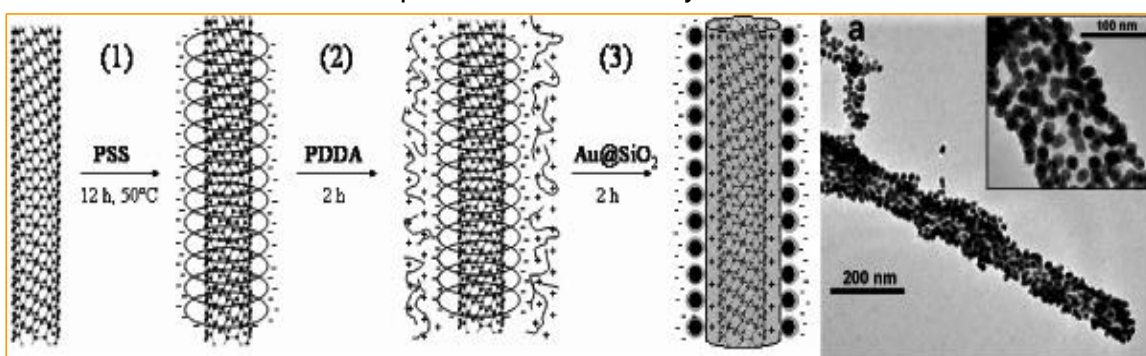 (1)
PSS
12 h, 50ºC
(2)
PDDA
2 h
(3)
Au@SiO2
2 h
a
100 nm
200 nm